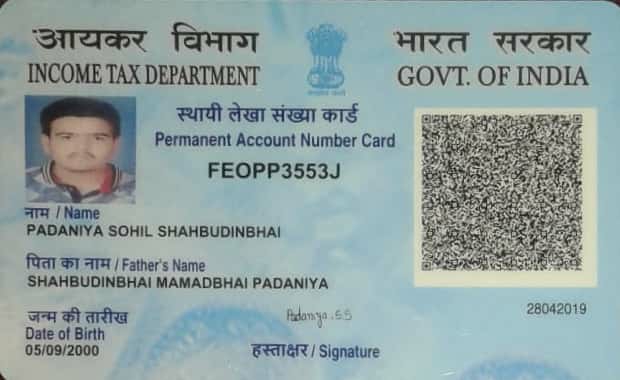 आयकर विभाग
INCOME TAX DEPARTMENT
भारत सरकार
GOVT. OF INDIA
स्थायी लेखा संख्या कार्ड
Permanent Account Number Card
FEOPP3553J
नाम / Name
PADANIYA SOHIL SHAHBUDINBHAI
पिता का नाम / Father's Name
SHAHBUDINBHAI MAMADBHAI PADANIYA
जन्म की तारीख
Date of Birth
05/09/2000
Padaniya .S.S
हस्ताक्षर / Signature
28042019